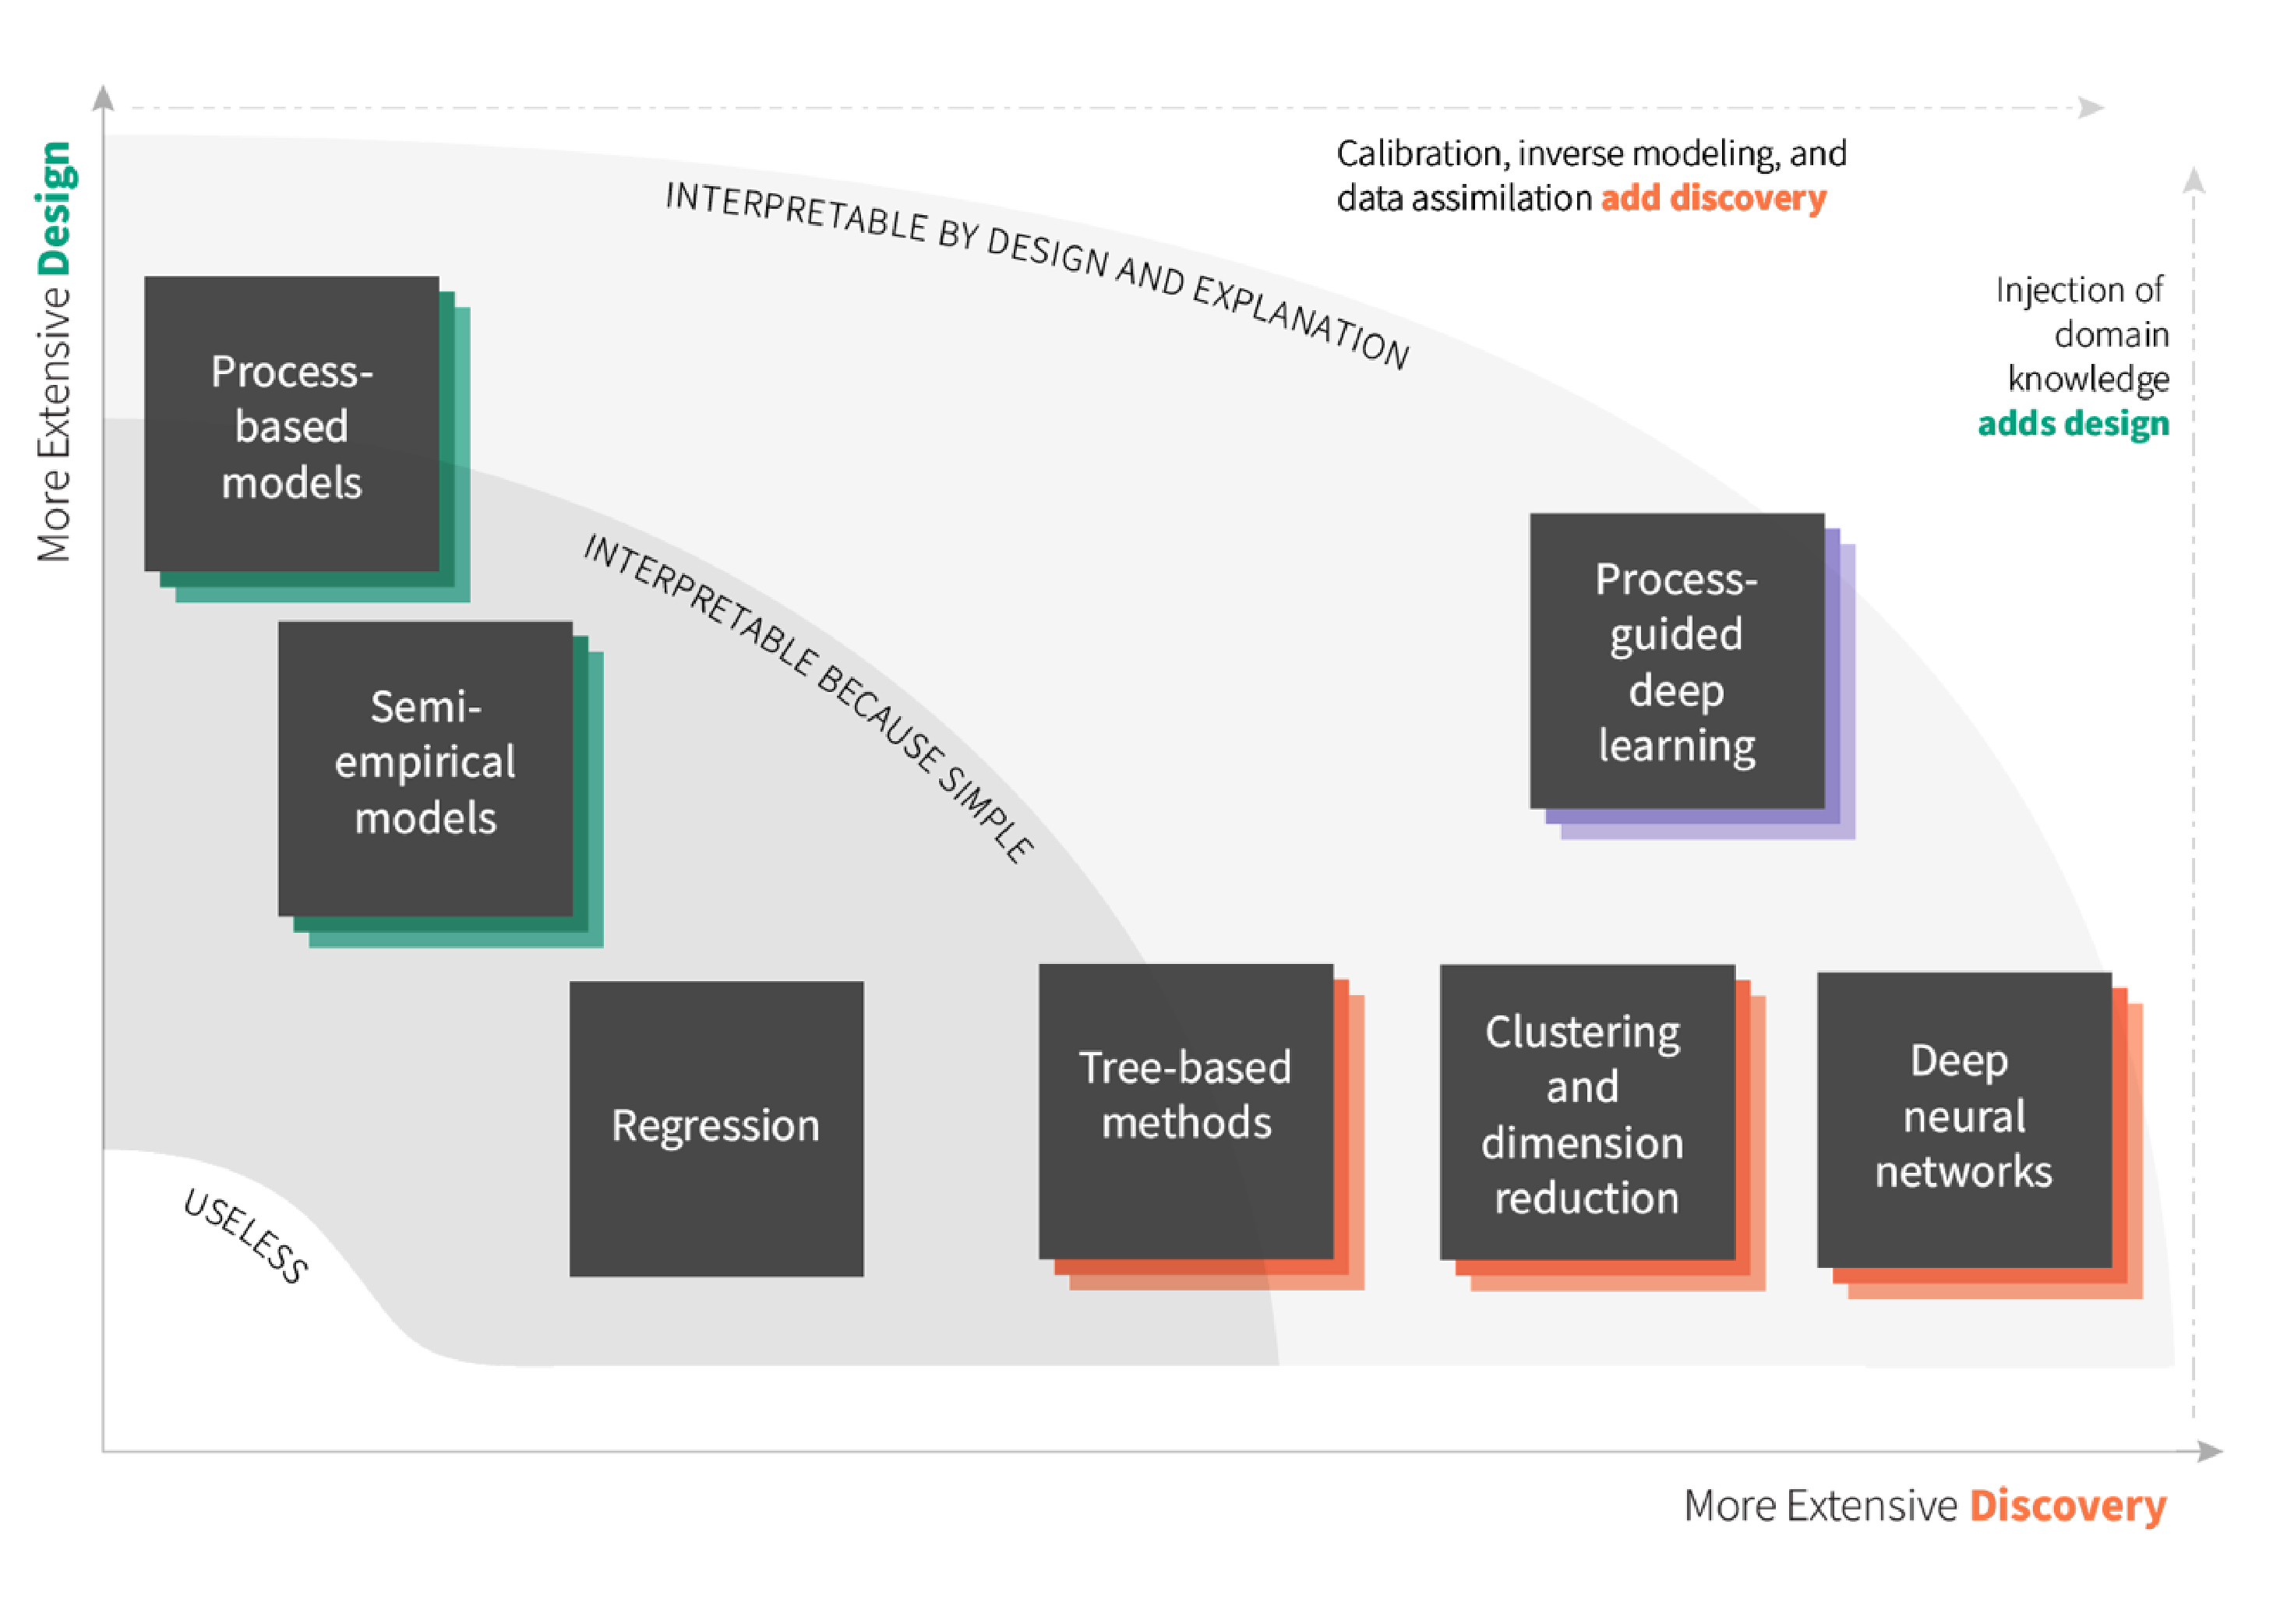 More Extensive Design
INTERPRETABLE BY DESIGN AND EXPLANATION
Calibration, inverse modeling, and
data assimilation add discovery
Injection of
domain
knowledge
adds design
Process-
based
models
INTERPRETABLE BECAUSE SIMPLE
Process-
guided
deep
learning
Semi-
empirical
models
Regression
Tree-based
methods
Clustering
and
dimension
reduction
Deep
neural
networks
USELESS
More Extensive Discovery